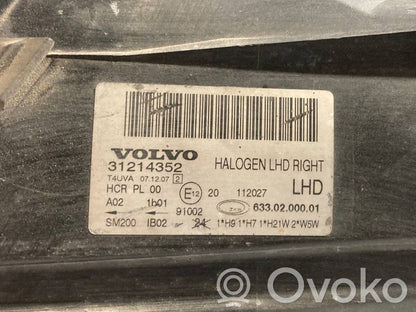 VOLVO
31214352
HALOGEN LHD RIGHT
T4UVA 07.12.07 2
LHD
HCR PL 00 E12 20 112027
A02 1b01 91002 633.02.000.01
SM200 IB02 24 1*H9 1*H7 1*H21W 2*W5W
Ovoko